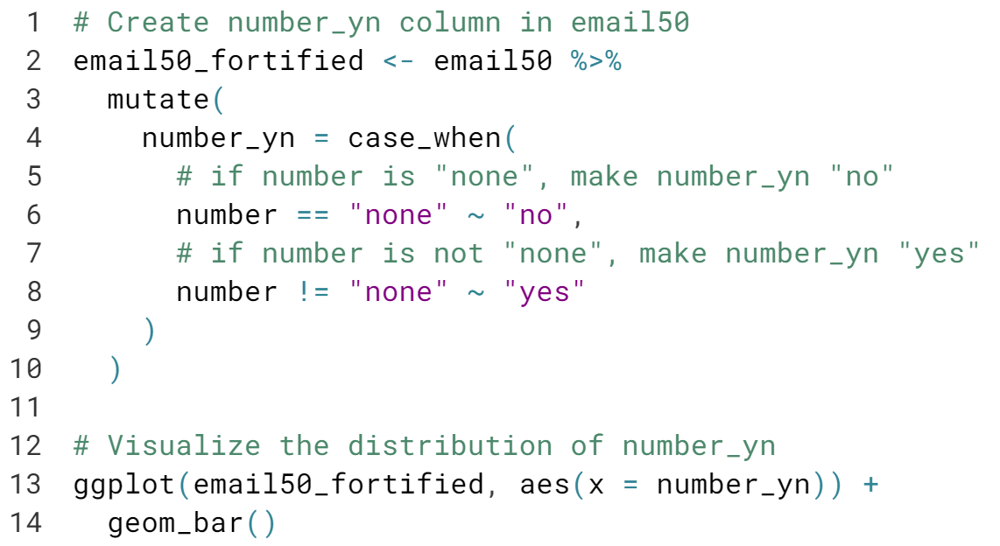 1 # Create number_yn column in email50
2 email50_fortified <- email50 %>%
3   mutate(
4     number_yn = case_when(
5       # if number is "none", make number_yn "no"
6       number == "none" ~ "no",
7       # if number is not "none", make number_yn "yes"
8       number != "none" ~ "yes"
9     )
10   )
11
12 # Visualize the distribution of number_yn
13 ggplot(email50_fortified, aes(x = number_yn)) +
14   geom_bar()